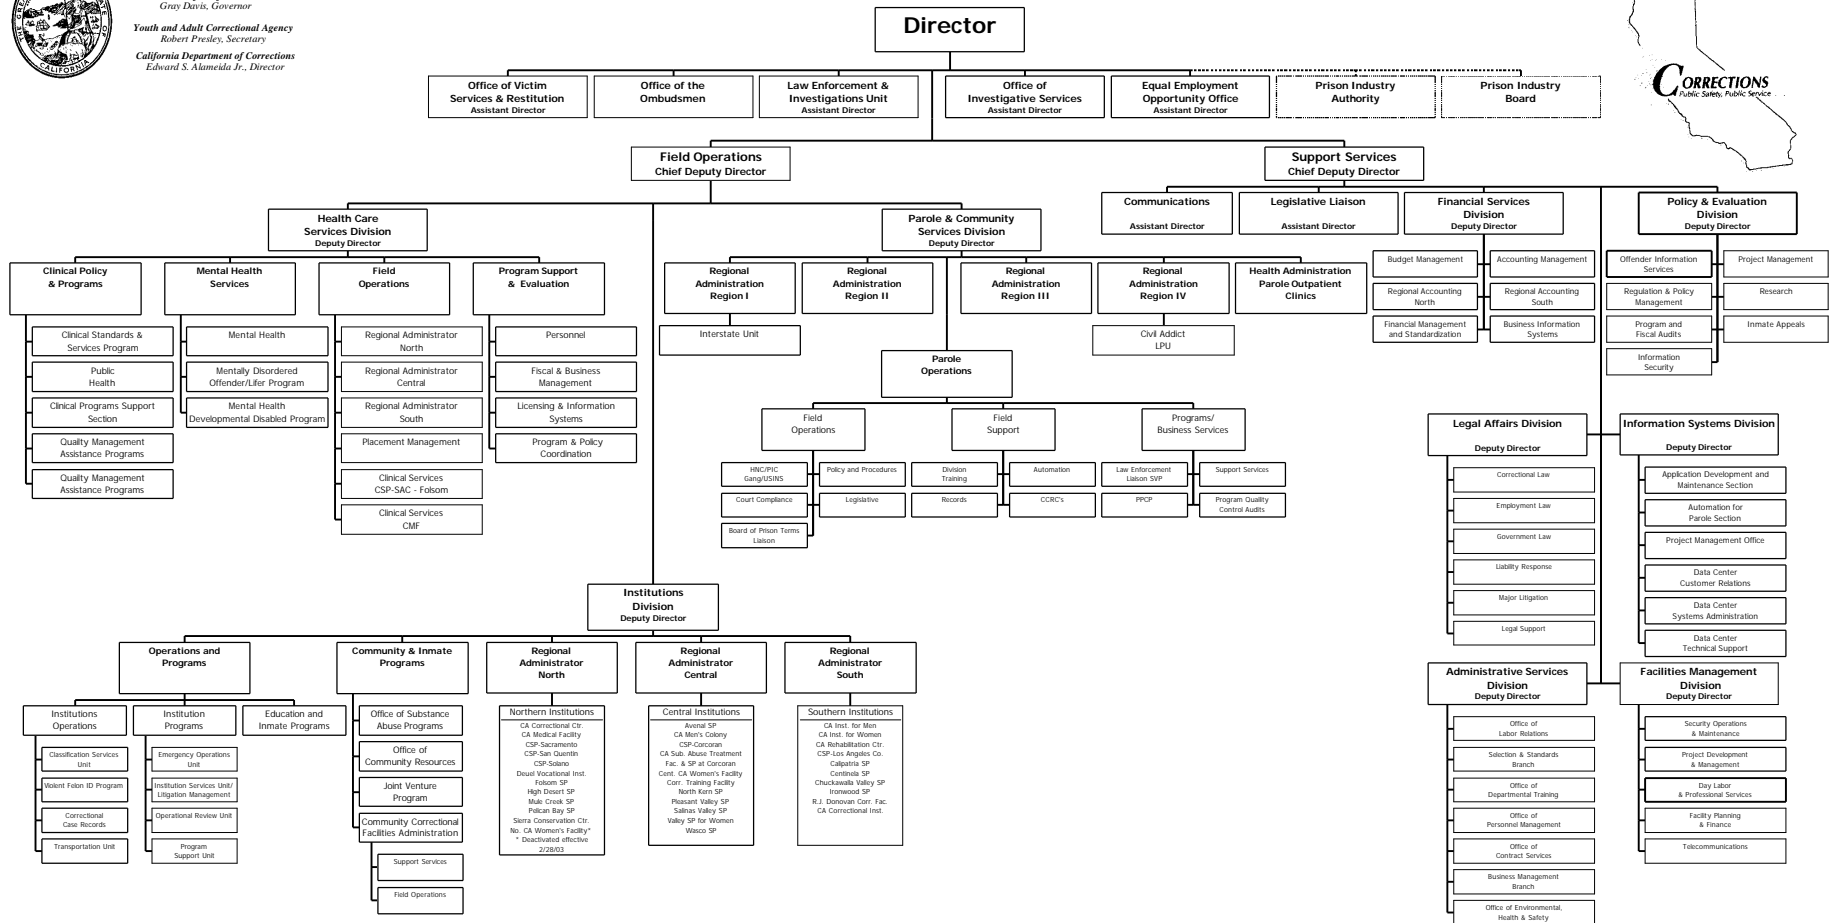 Gray Davis, Governor
Youth and Adult Correctional Agency
Robert Presley, Secretary
California Department of Corrections
Edward S. Alameida Jr., Director
CALIFORNIA
CORRECTIONS
Public Safety, Public Service
Director
Office of Victim
Services & Restitution
Assistant Director
Office of the
Ombudsmen
Law Enforcement &
Investigations Unit
Assistant Director
Office of
Investigative Services
Assistant Director
Equal Employment
Opportunity Office
Assistant Director
Prison Industry
Authority
Prison Industry
Board
Field Operations
Chief Deputy Director
Support Services
Chief Deputy Director
Health Care
Services Division
Deputy Director
Parole & Community
Services Division
Deputy Director
Communications
Assistant Director
Legislative Liaison
Assistant Director
Financial Services
Division
Deputy Director
Policy & Evaluation
Division
Deputy Director
Clinical Policy
& Programs
Clinical Standards &
Services Program
Public
Health
Clinical Programs Support
Section
Quality Management
Assistance Programs
Quality Management
Assistance Programs
Mental Health
Services
Mental Health
Mentally Disordered
Offender/Lifer Program
Mental Health
Developmental Disabled Program
Field
Operations
Regional Administrator
North
Regional Administrator
Central
Regional Administrator
South
Placement Management
Clinical Services
CSP-SAC - Folsom
Clinical Services
CMF
Program Support
& Evaluation
Personnel
Fiscal & Business
Management
Licensing & Information
Systems
Program & Policy
Coordination
Regional
Administration
Region I
Interstate Unit
Regional
Administration
Region II
Regional
Administration
Region III
Regional
Administration
Region IV
Civil Addict
LPU
Health Administration
Parole Outpatient
Clinics
Parole
Operations
Field
Operations
HNC/PIC
Gang/USINS
Policy and Procedures
Court Compliance
Legislative
Board of Prison Terms
Liaison
Field
Support
Division
Training
Automation
Records
CCRC's
Programs/
Business Services
Law Enforcement
Liaison SVP
Support Services
PPCP
Program Quality
Control Audits
Budget Management
Accounting Management
Regional Accounting
North
Regional Accounting
South
Financial Management
and Standardization
Business Information
Systems
Offender Information
Services
Project Management
Regulation & Policy
Management
Research
Program and
Fiscal Audits
Inmate Appeals
Information
Security
Legal Affairs Division
Deputy Director
Correctional Law
Employment Law
Government Law
Liability Response
Major Litigation
Legal Support
Information Systems Division
Deputy Director
Application Development and
Maintenance Section
Automation for
Parole Section
Project Management Office
Data Center
Customer Relations
Data Center
Systems Administration
Data Center
Technical Support
Institutions
Division
Deputy Director
Operations and
Programs
Institutions
Operations
Classification Services
Unit
Violent Felon ID Program
Correctional
Case Records
Transportation Unit
Institution
Programs
Emergency Operations
Unit
Institution Services Unit/
Litigation Management
Operational Review Unit
Program
Support Unit
Education and
Inmate Programs
Community & Inmate
Programs
Office of Substance
Abuse Programs
Office of
Community Resources
Joint Venture
Program
Community Correctional
Facilities Administration
Support Services
Field Operations
Regional
Administrator
North
Northern Institutions
CA Correctional Ctr.
CA Medical Facility
CSP-Sacramento
CSP-San Quentin
CSP-Solano
Deuel Vocational Inst.
Folsom SP
High Desert SP
Mule Creek SP
Pelican Bay SP
Sierra Conservation Ctr.
No. CA Women's Facility*
* Deactivated effective
2/28/03
Regional
Administrator
Central
Central Institutions
Avenal SP
CA Men's Colony
CSP-Corcoran
CA Sub. Abuse Treatment
Fac. & SP at Corcoran
Cent. CA Women's Facility
Corr. Training Facility
North Kern SP
Pleasant Valley SP
Salinas Valley SP
Valley SP for Women
Wasco SP
Regional
Administrator
South
Southern Institutions
CA Inst. for Men
CA Inst. for Women
CA Rehabilitation Ctr.
CSP-Los Angeles Co.
Calipatria SP
Centinela SP
Chuckawalla Valley SP
Ironwood SP
R.J. Donovan Corr. Fac.
CA Correctional Inst.
Administrative Services
Division
Deputy Director
Office of
Labor Relations
Selection & Standards
Branch
Office of
Departmental Training
Office of
Personnel Management
Office of
Contract Services
Business Management
Branch
Office of Environmental,
Health & Safety
Facilities Management
Division
Deputy Director
Security Operations
& Maintenance
Project Development
& Management
Day Labor
& Professional Services
Facility Planning
& Finance
Telecommunications